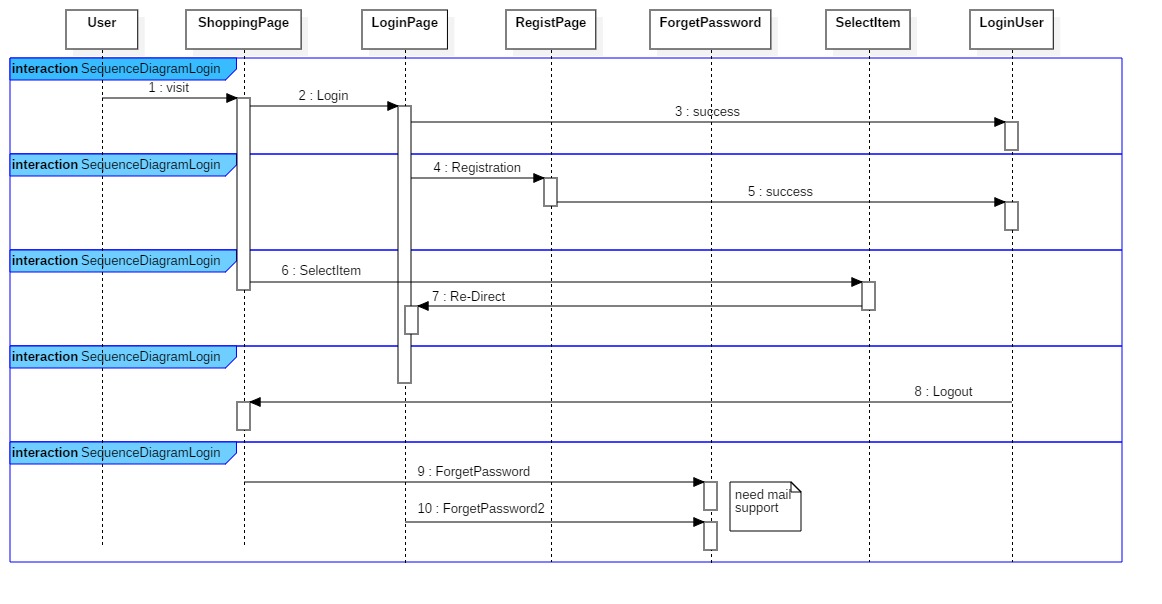 User
ShoppingPage
LoginPage
RegistPage
ForgetPassword
SelectItem
LoginUser
interaction SequenceDiagramLogin
1 : visit
2 : Login
3 : success
interaction SequenceDiagramLogin
4 : Registration
5 : success
interaction SequenceDiagramLogin
6 : SelectItem
7 : Re-Direct
interaction SequenceDiagramLogin
8 : Logout
interaction SequenceDiagramLogin
9 : ForgetPassword
need mail
support
10 : ForgetPassword2